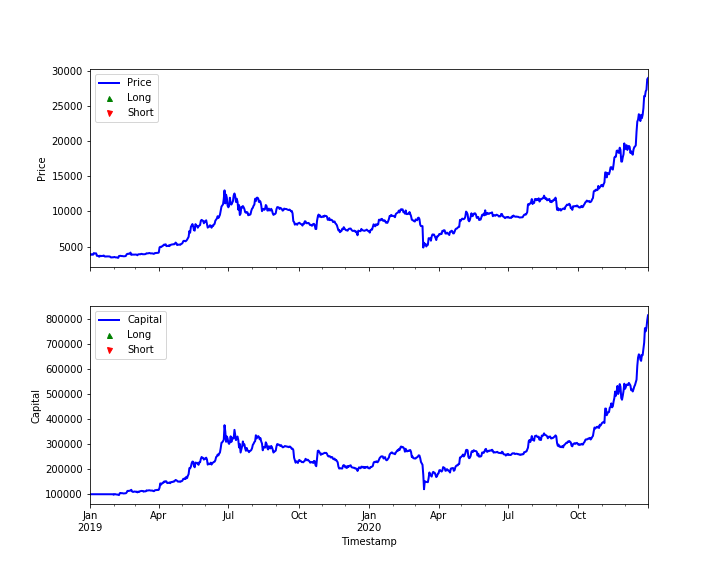 30000
25000
20000
15000
10000
5000
Price
Price
Long
Short
800000
700000
600000
500000
400000
300000
200000
100000
Capital
Capital
Long
Short
Jan Apr Jul Oct Jan Apr Jul Oct
2019 2020
Timestamp